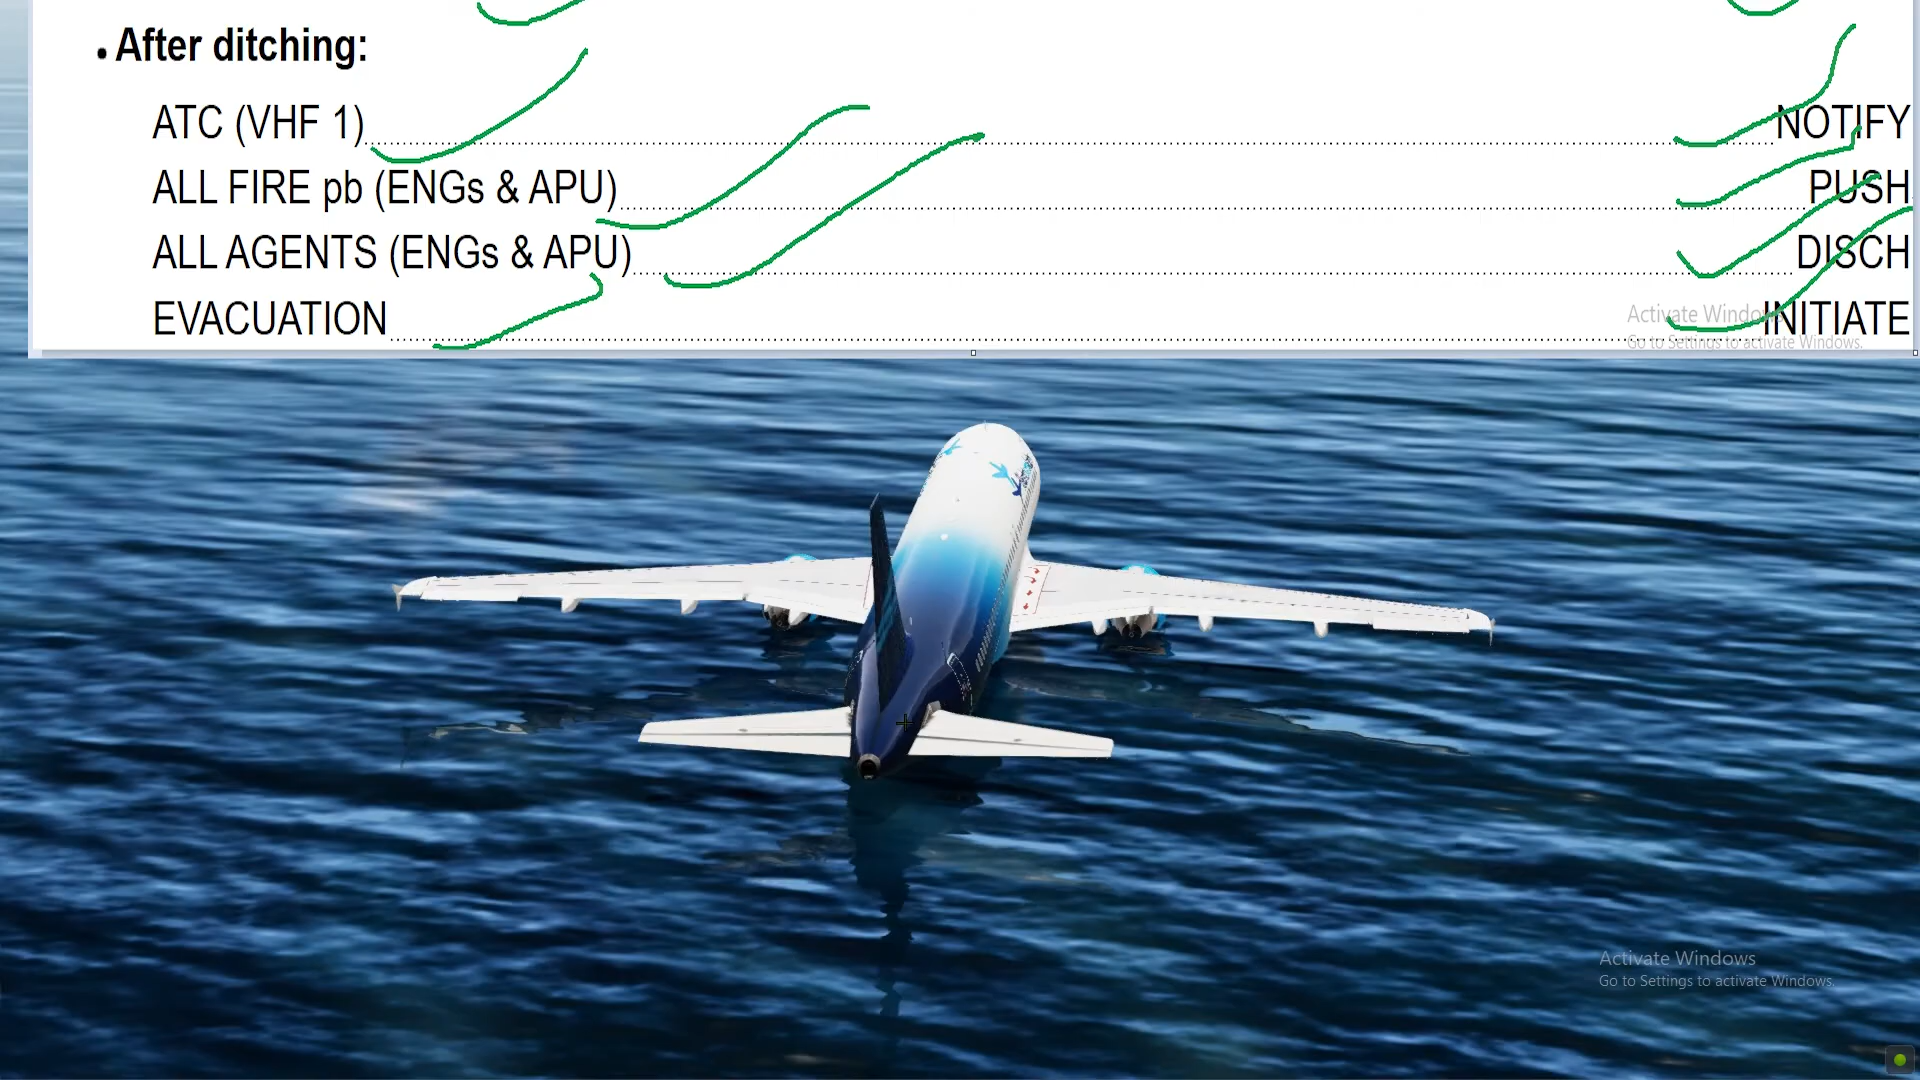 • After ditching:
ATC (VHF 1)........................NOTIFY
ALL FIRE pb (ENGs & APU)........................PUSH
ALL AGENTS (ENGs & APU)........................DISCH
EVACUATION........................INITIATE
Activate Windows
Go to Settings to activate Windows.
Activate Windows
Go to Settings to activate Windows.